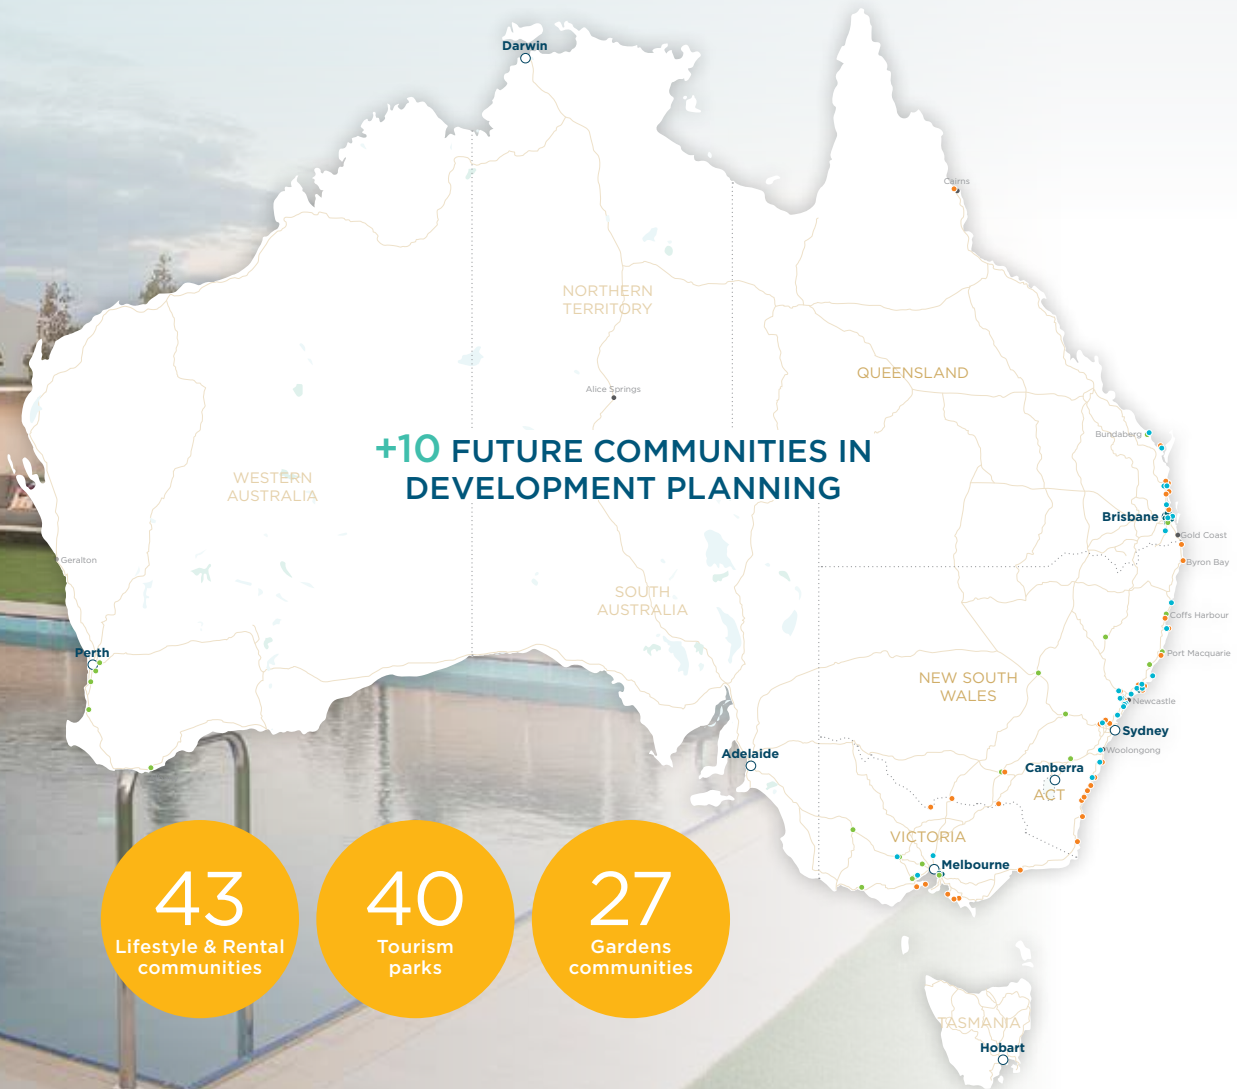 Darwin
Cairns
NORTHERN
TERRITORY
QUEENSLAND
Alice Springs
Bundaberg
+10 FUTURE COMMUNITIES IN
DEVELOPMENT PLANNING
WESTERN
AUSTRALIA
Brisbane
Gold Coast
Geralton
Byron Bay
SOUTH
AUSTRALIA
Coffs Harbour
Perth
Port Macquarie
NEW SOUTH
WALES
Newcastle
Sydney
Adelaide
Woolongong
Canberra
ACT
VICTORIA
Melbourne
43
Lifestyle & Rental
communities
40
Tourism
parks
27
Gardens
communities
TASMANIA
Hobart